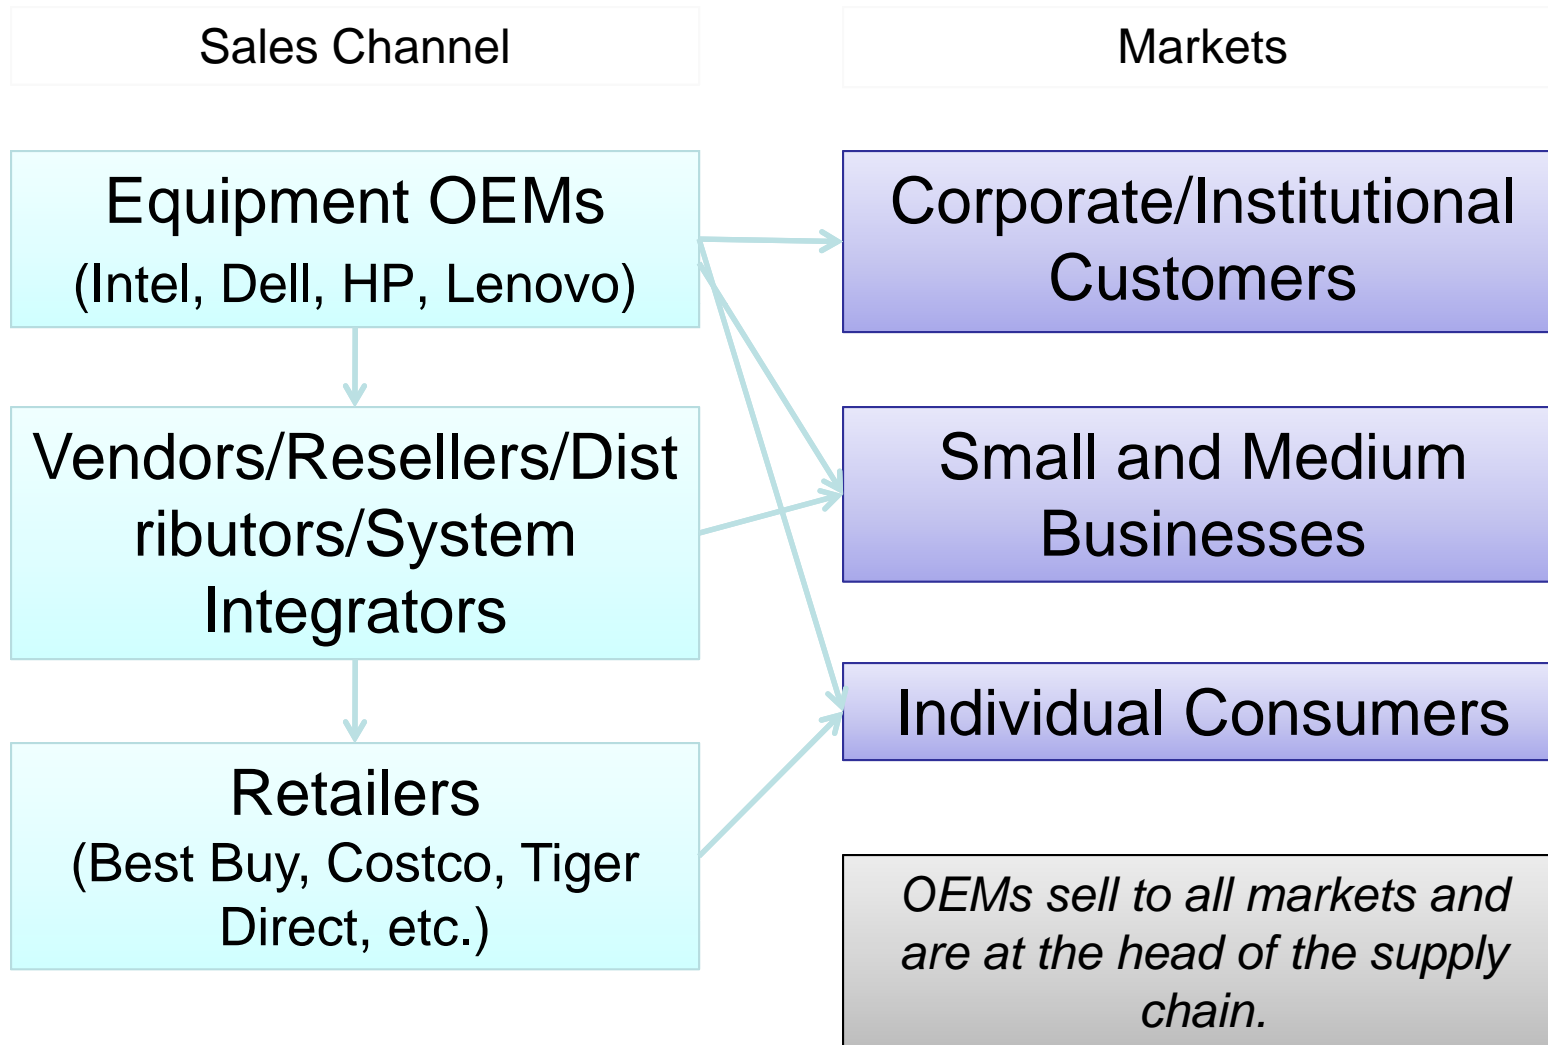 Sales Channel
Markets
Equipment OEMs
(Intel, Dell, HP, Lenovo)
Corporate/Institutional
Customers
Vendors/Resellers/Dist
ributors/System
Integrators
Small and Medium
Businesses
Individual Consumers
Retailers
(Best Buy, Costco, Tiger
Direct, etc.)
OEMs sell to all markets and
are at the head of the supply
chain.